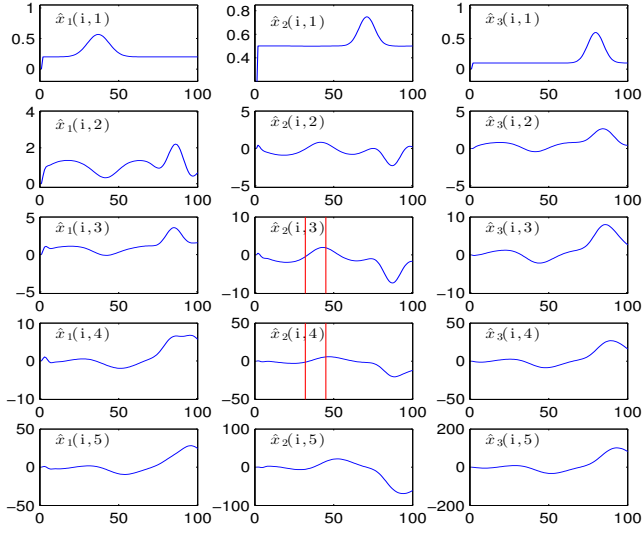 x̂₁(i,1)
1
0.5
0
0 50 100
x̂₂(i,1)
0.8
0.6
0.4
0 50 100
x̂₃(i,1)
1
0.5
0
0 50 100
x̂₁(i,2)
4
2
0
0 50 100
x̂₂(i,2)
5
0
−5
0 50 100
x̂₃(i,2)
5
0
−5
0 50 100
x̂₁(i,3)
5
0
−5
0 50 100
x̂₂(i,3)
10
0
−10
0 50 100
x̂₃(i,3)
10
0
−10
0 50 100
x̂₁(i,4)
10
0
−10
0 50 100
x̂₂(i,4)
50
0
−50
0 50 100
x̂₃(i,4)
50
0
−50
0 50 100
x̂₁(i,5)
50
0
−50
0 50 100
x̂₂(i,5)
100
0
−100
0 50 100
x̂₃(i,5)
200
0
−200
0 50 100